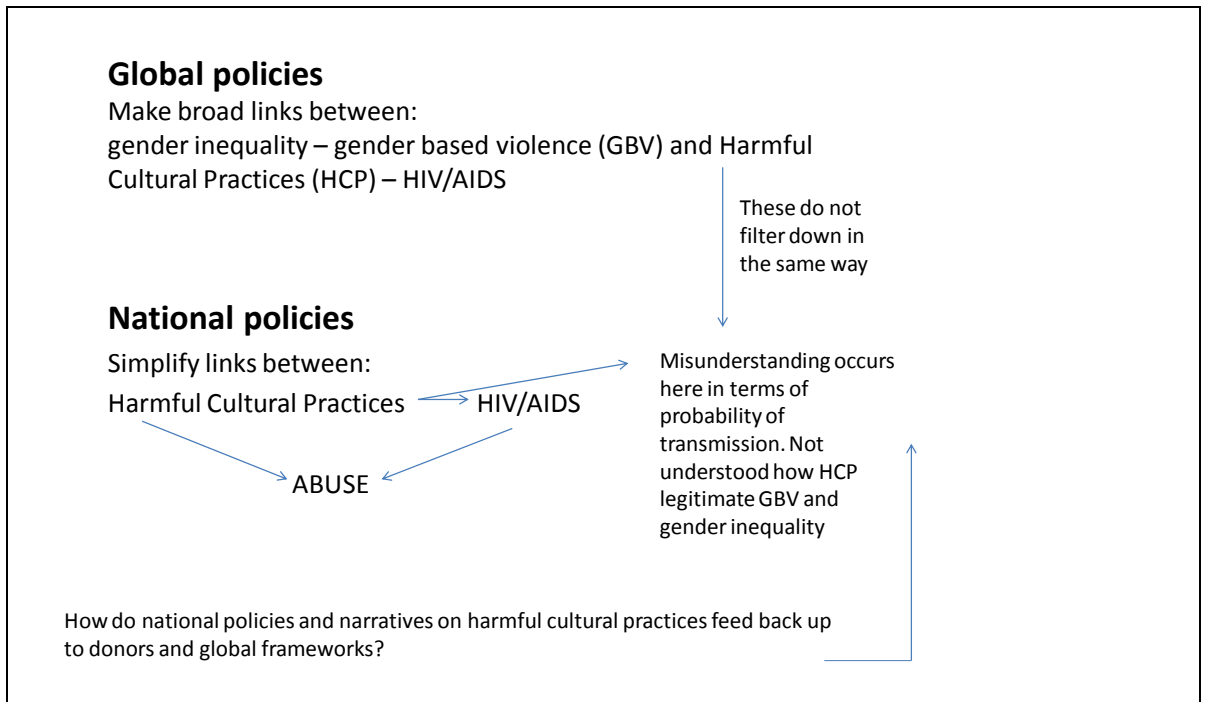 Global policies
Make broad links between:
gender inequality – gender based violence (GBV) and Harmful
Cultural Practices (HCP) – HIV/AIDS
These do not
filter down in
the same way
National policies
Simplify links between:
Harmful Cultural Practices
HIV/AIDS
ABUSE
Misunderstanding occurs
here in terms of
probability of
transmission. Not
understood how HCP
legitimate GBV and
gender inequality
How do national policies and narratives on harmful cultural practices feed back up
to donors and global frameworks?